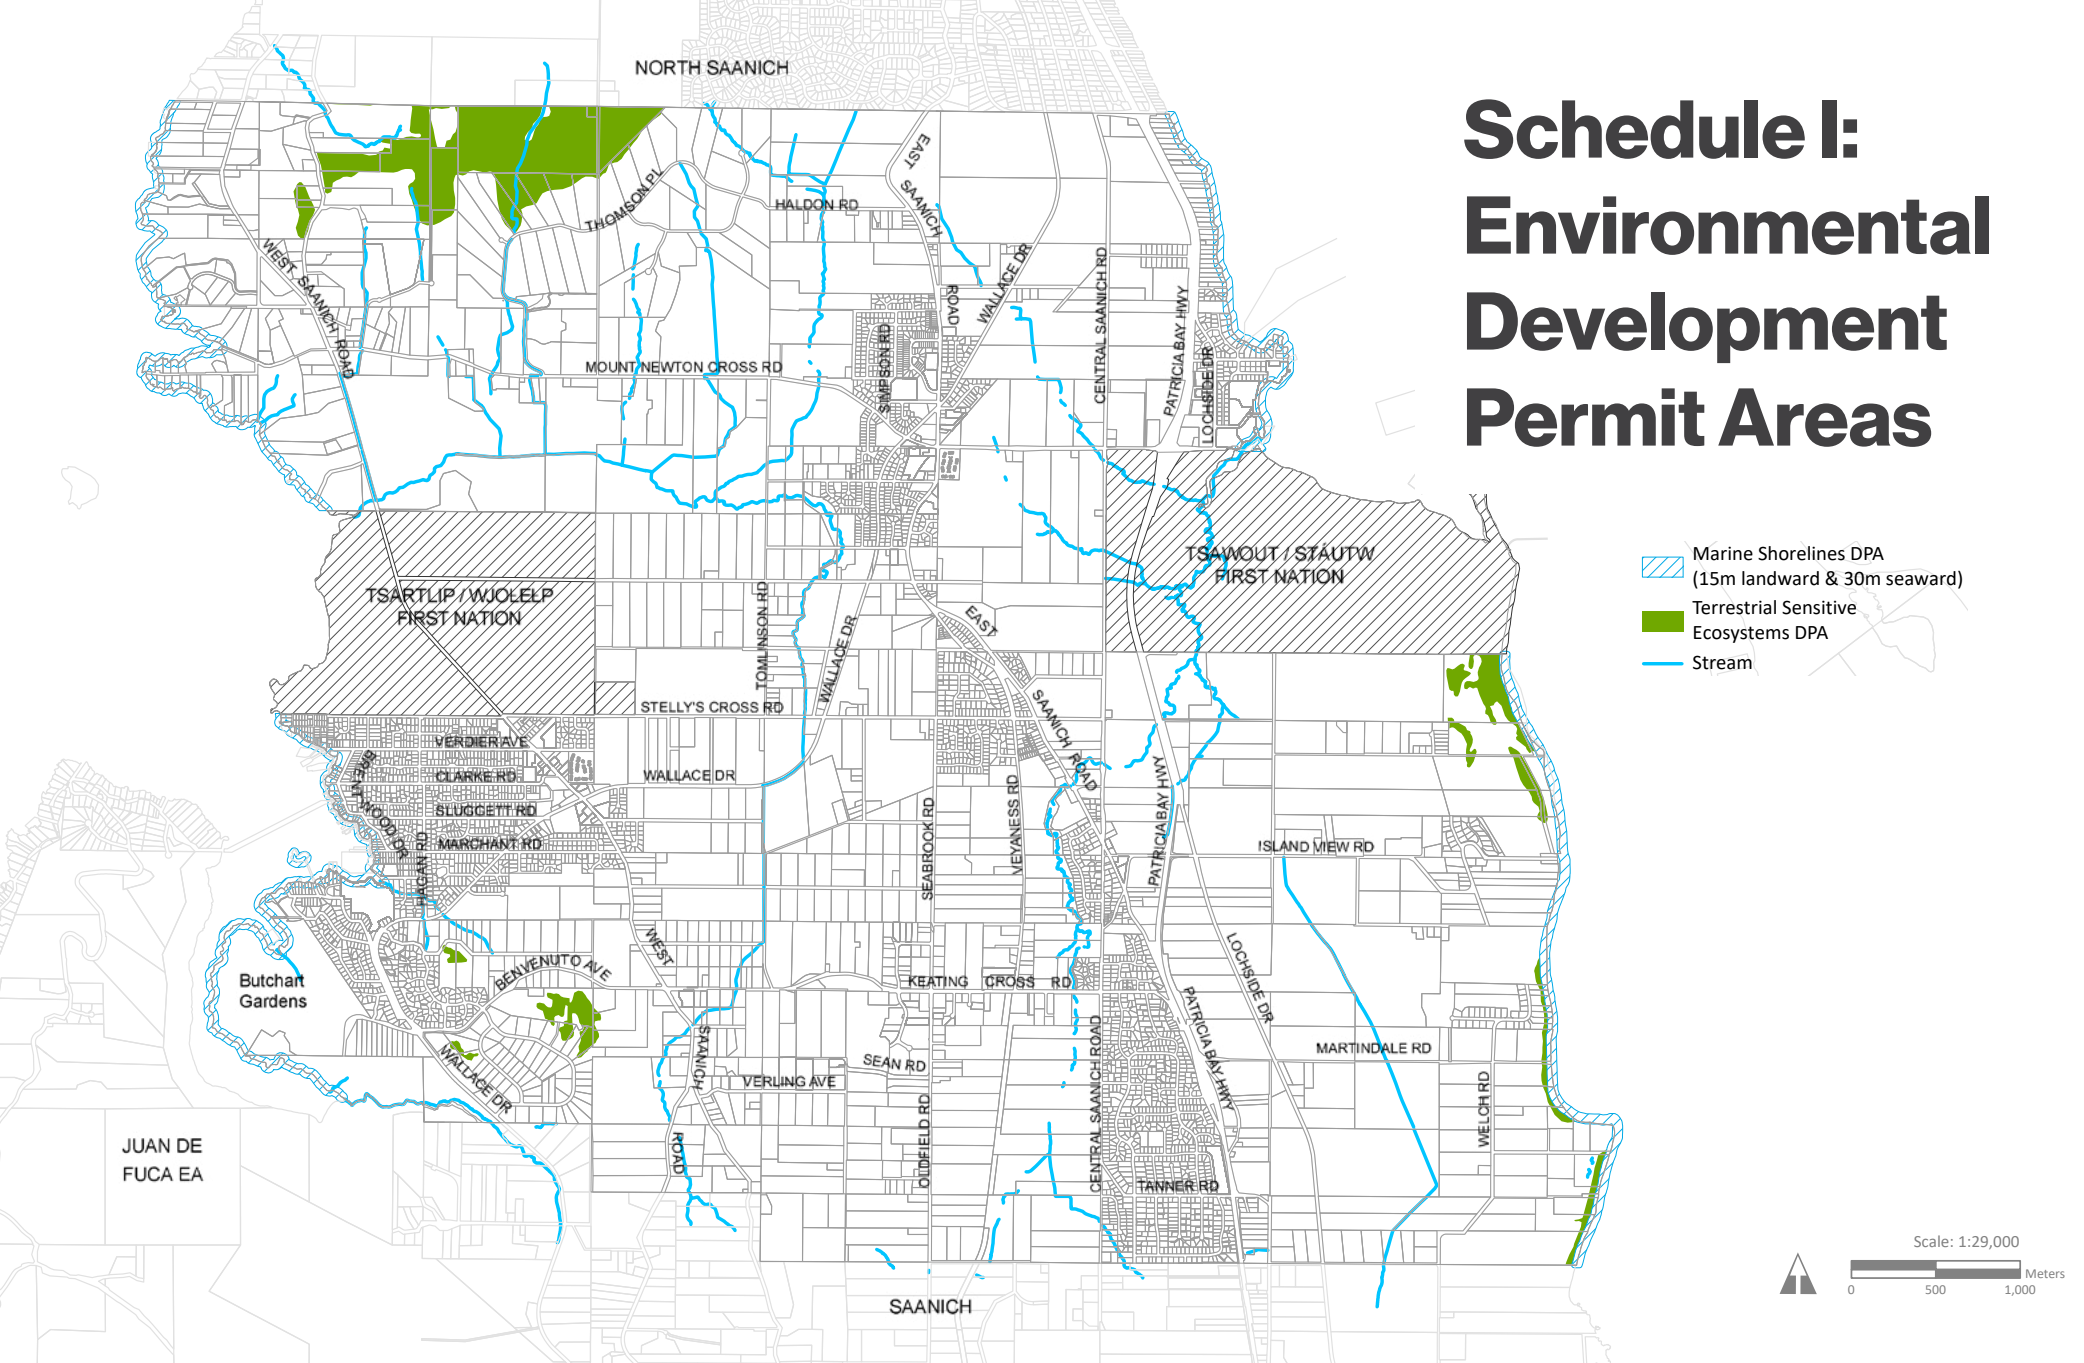 Schedule I:
Environmental
Development
Permit Areas
NORTH SAANICH
EAST
SAANICH
ROAD
THOMSON PL
HALDON RD
WEST
SAANICH
ROAD
WALLACE DR
CENTRAL SAANICH RD
PATRICIA BAY HWY
LOCHSIDE DR
SIMPSON RD
MOUNT NEWTON CROSS RD
Marine Shorelines DPA
(15m landward & 30m seaward)
Terrestrial Sensitive
Ecosystems DPA
Stream
TSAWOUT / STÁUTW
FIRST NATION
TSARTLIP / WJOLELP
FIRST NATION
TOMLINSON RD
WALLACE DR
EAST
SAANICH ROAD
STELLY'S CROSS RD
VERDIER AVE
BRENTWOOD DR
CLARKE RD
WALLACE DR
SLUGGETT RD
MARCHANT RD
HAGAN RD
SEABROOK RD
VEYANESS RD
PATRICIA BAY HWY
ISLAND VIEW RD
WEST
SAANICH
ROAD
BENVENUTO AVE
Butchart
Gardens
KEATING CROSS RD
LOCHSIDE DR
PATRICIA BAY HWY
CENTRAL SAANICH ROAD
MARTINDALE RD
WALLACE DR
SEAN RD
VERLING AVE
OLDFIELD RD
WELCH RD
TANNER RD
JUAN DE
FUCA EA
SAANICH
Scale: 1:29,000
Meters
0 500 1,000